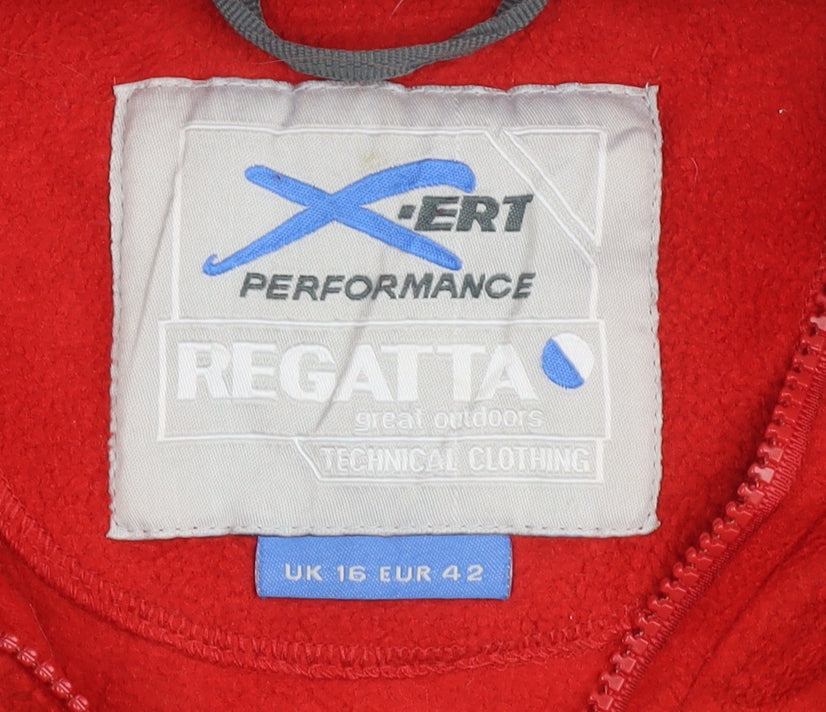 X-ERT
PERFORMANCE
REGATTA
great outdoors
TECHNICAL CLOTHING
UK 16 EUR 42